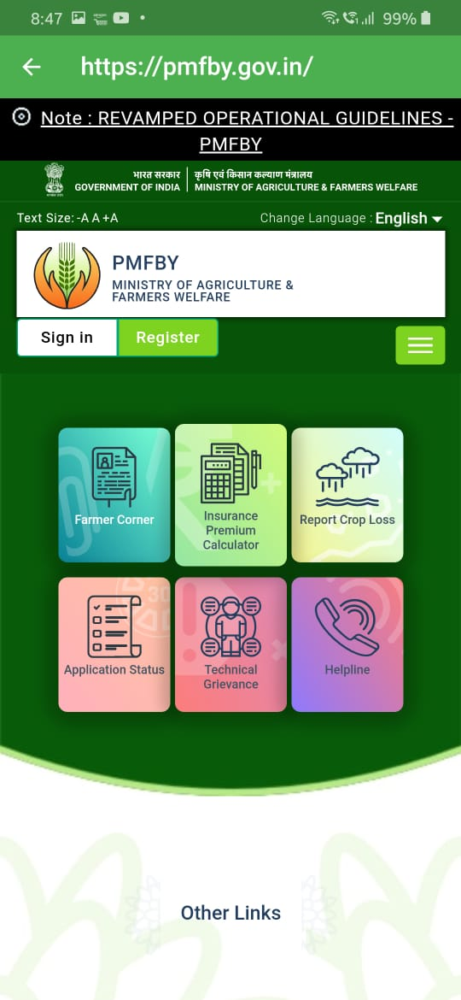 8:47
99%
https://pmfby.gov.in/
Note : REVAMPED OPERATIONAL GUIDELINES -
PMFBY
भारत सरकार
GOVERNMENT OF INDIA
कृषि एवं किसान कल्याण मंत्रालय
MINISTRY OF AGRICULTURE & FARMERS WELFARE
Text Size: -A A +A
Change Language : English
PMFBY
MINISTRY OF AGRICULTURE &
FARMERS WELFARE
Sign in
Register
Farmer Corner
Insurance
Premium
Calculator
Report Crop Loss
Application Status
Technical
Grievance
Helpline
Other Links